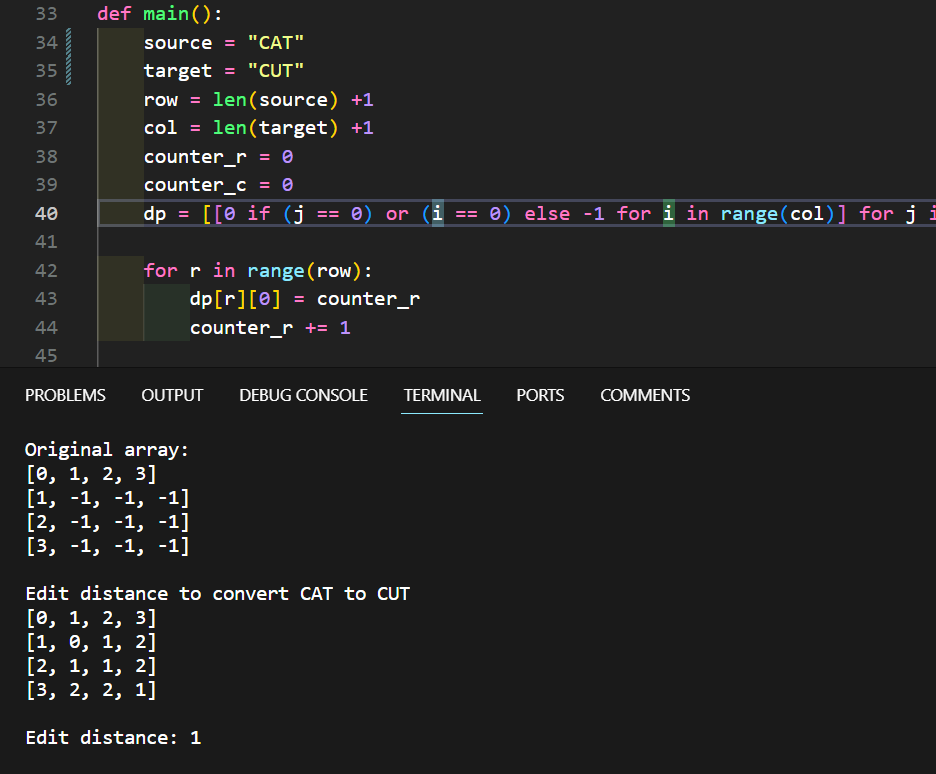 33 def main():
34 source = "CAT"
35 target = "CUT"
36 row = len(source) +1
37 col = len(target) +1
38 counter_r = 0
39 counter_c = 0
40 dp = [[0 if (j == 0) or (i == 0) else -1 for i in range(col)] for j i
41
42 for r in range(row):
43 dp[r][0] = counter_r
44 counter_r += 1
45
PROBLEMS OUTPUT DEBUG CONSOLE TERMINAL PORTS COMMENTS
Original array:
[0, 1, 2, 3]
[1, -1, -1, -1]
[2, -1, -1, -1]
[3, -1, -1, -1]
Edit distance to convert CAT to CUT
[0, 1, 2, 3]
[1, 0, 1, 2]
[2, 1, 1, 2]
[3, 2, 2, 1]
Edit distance: 1